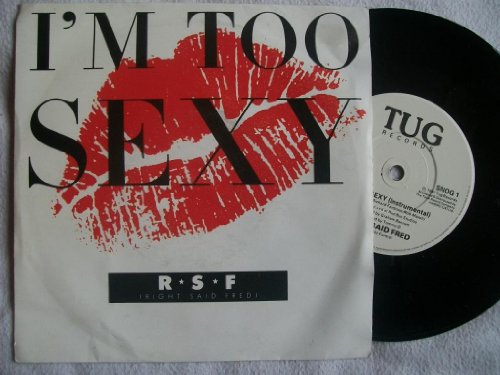 I'M TOO
SEXY
R★S★F
(RIGHT SAID FRED)
TUG
RECORDS
SNOG 1
SEXY (Instrumental)
SAID FRED